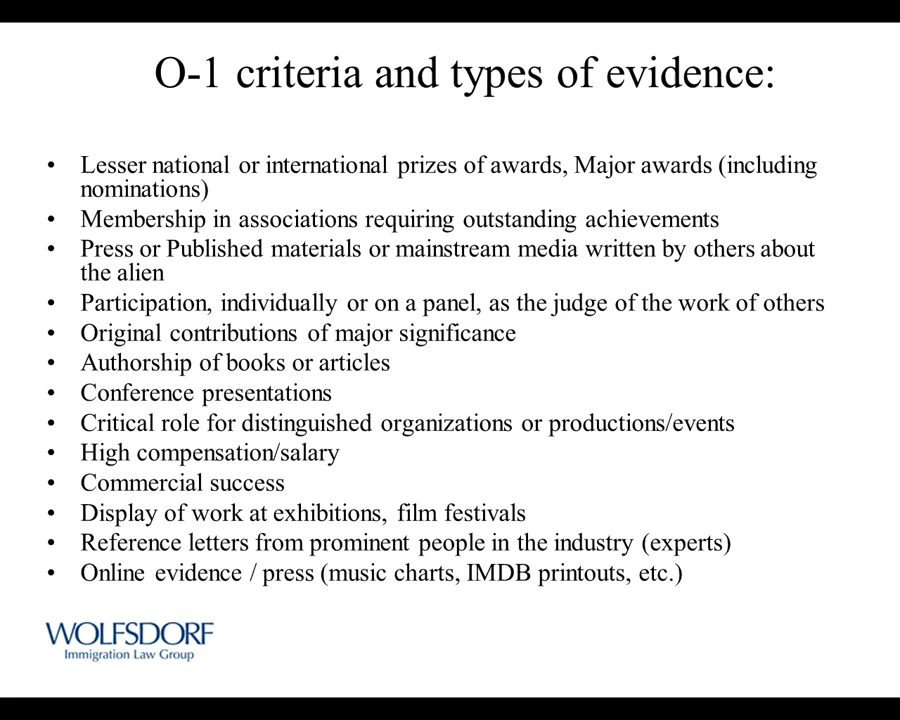 O-1 criteria and types of evidence:
• Lesser national or international prizes of awards, Major awards (including
nominations)
• Membership in associations requiring outstanding achievements
• Press or Published materials or mainstream media written by others about
the alien
• Participation, individually or on a panel, as the judge of the work of others
• Original contributions of major significance
• Authorship of books or articles
• Conference presentations
• Critical role for distinguished organizations or productions/events
• High compensation/salary
• Commercial success
• Display of work at exhibitions, film festivals
• Reference letters from prominent people in the industry (experts)
• Online evidence / press (music charts, IMDB printouts, etc.)
WOLFSDORF
Immigration Law Group